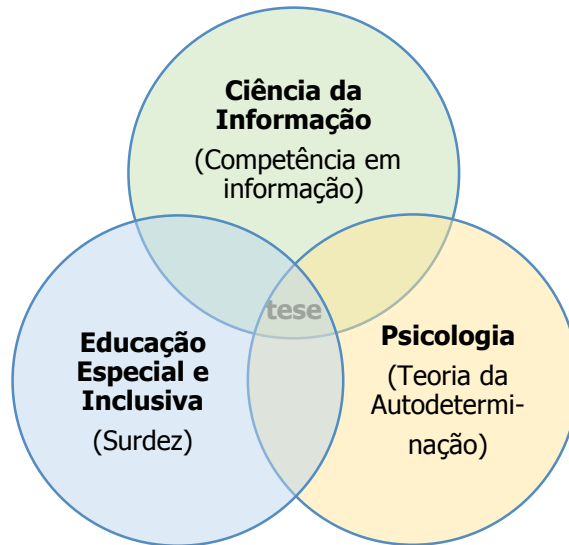 Ciência da
Informação
(Competência em
informação)
tese
Educação
Especial e
Inclusiva
(Surdez)
Psicologia
(Teoria da
Autodetermi-
nação)